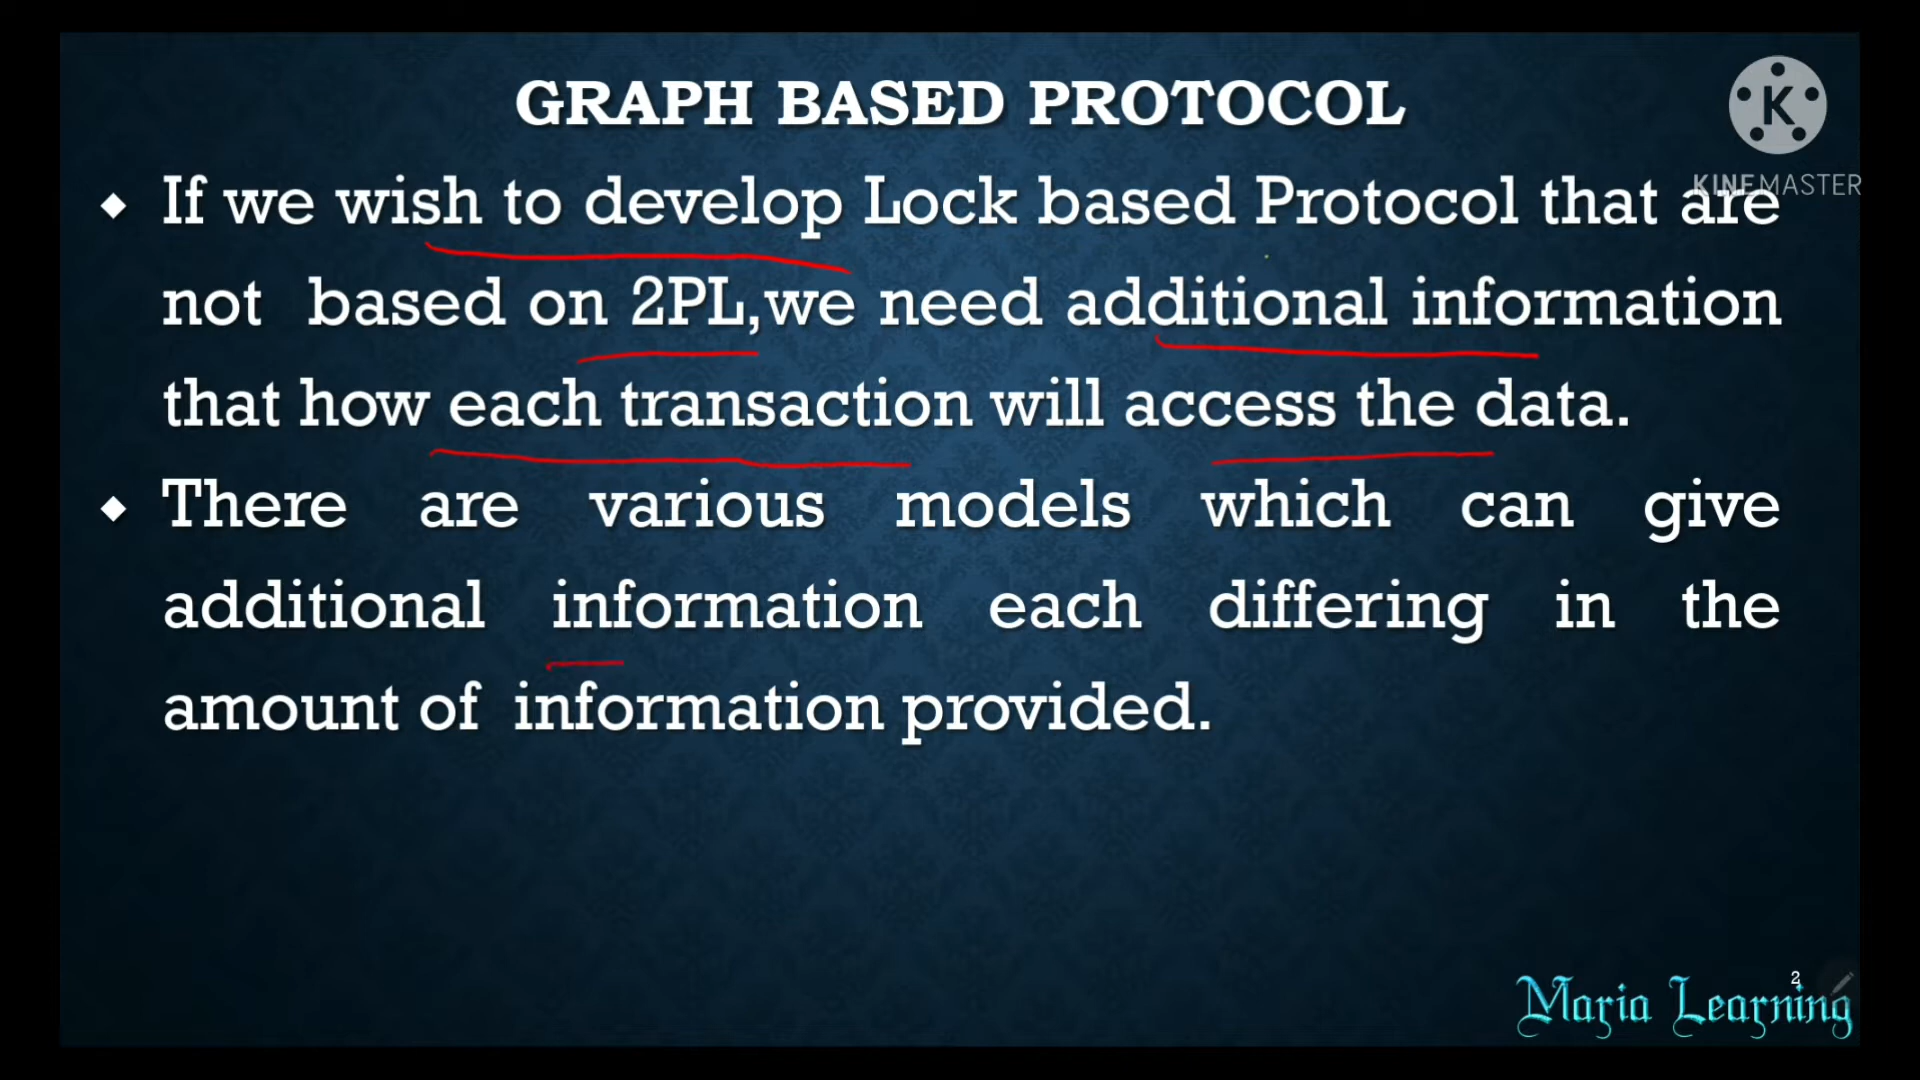 GRAPH BASED PROTOCOL
If we wish to develop Lock based Protocol that are
not based on 2PL,we need additional information
that how each transaction will access the data.
There are various models which can give
additional information each differing in the
amount of information provided.
K
KINEMASTER
2
Maria Learning